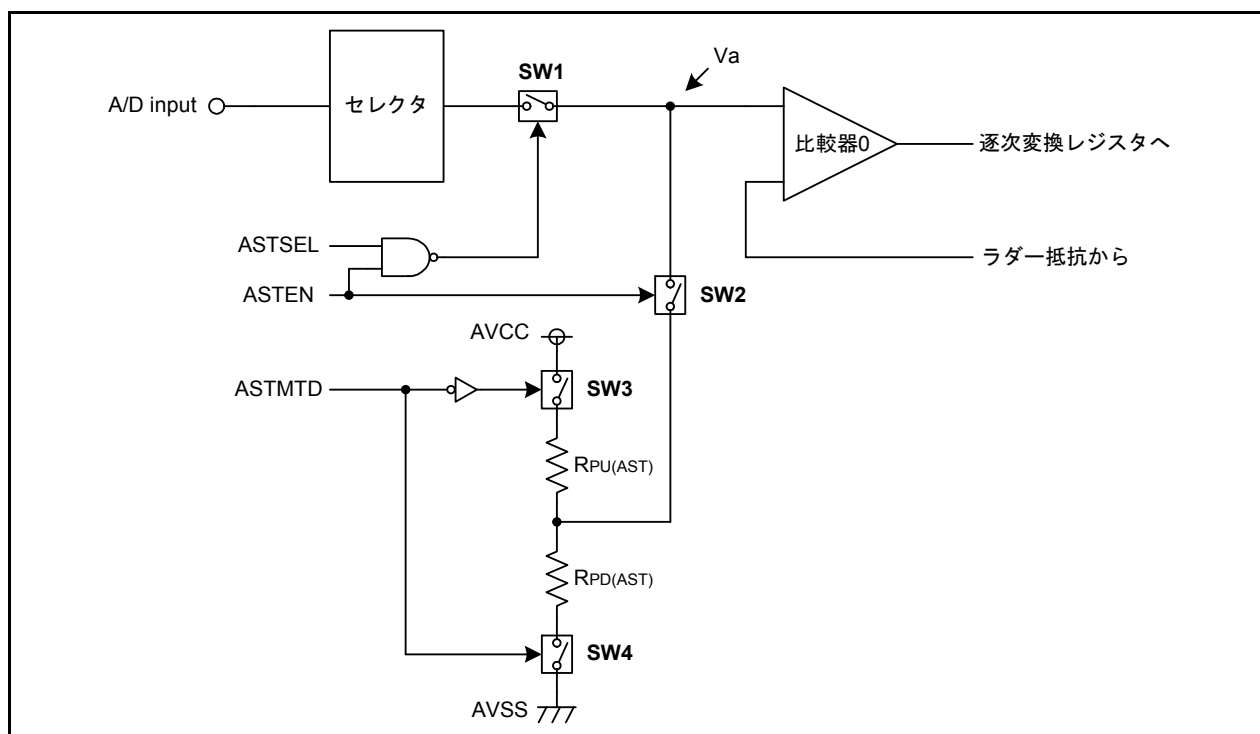 Va
SW1
A/D input
セレクタ
比較器0
逐次変換レジスタへ
ASTSEL
ラダー抵抗から
ASTEN
SW2
AVCC
ASTMTD
SW3
RPU(AST)
RPD(AST)
SW4
AVSS